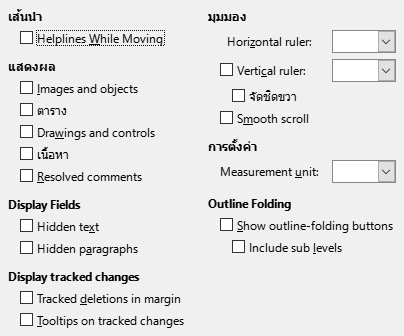 เส้นนำ
Helplines While Moving
แสดงผล
Images and objects
ตาราง
Drawings and controls
เนื้อหา
Resolved comments
Display Fields
Hidden text
Hidden paragraphs
Display tracked changes
Tracked deletions in margin
Tooltips on tracked changes
มุมมอง
Horizontal ruler:
Vertical ruler:
จัดชิดขวา
Smooth scroll
การตั้งค่า
Measurement unit:
Outline Folding
Show outline-folding buttons
Include sub levels